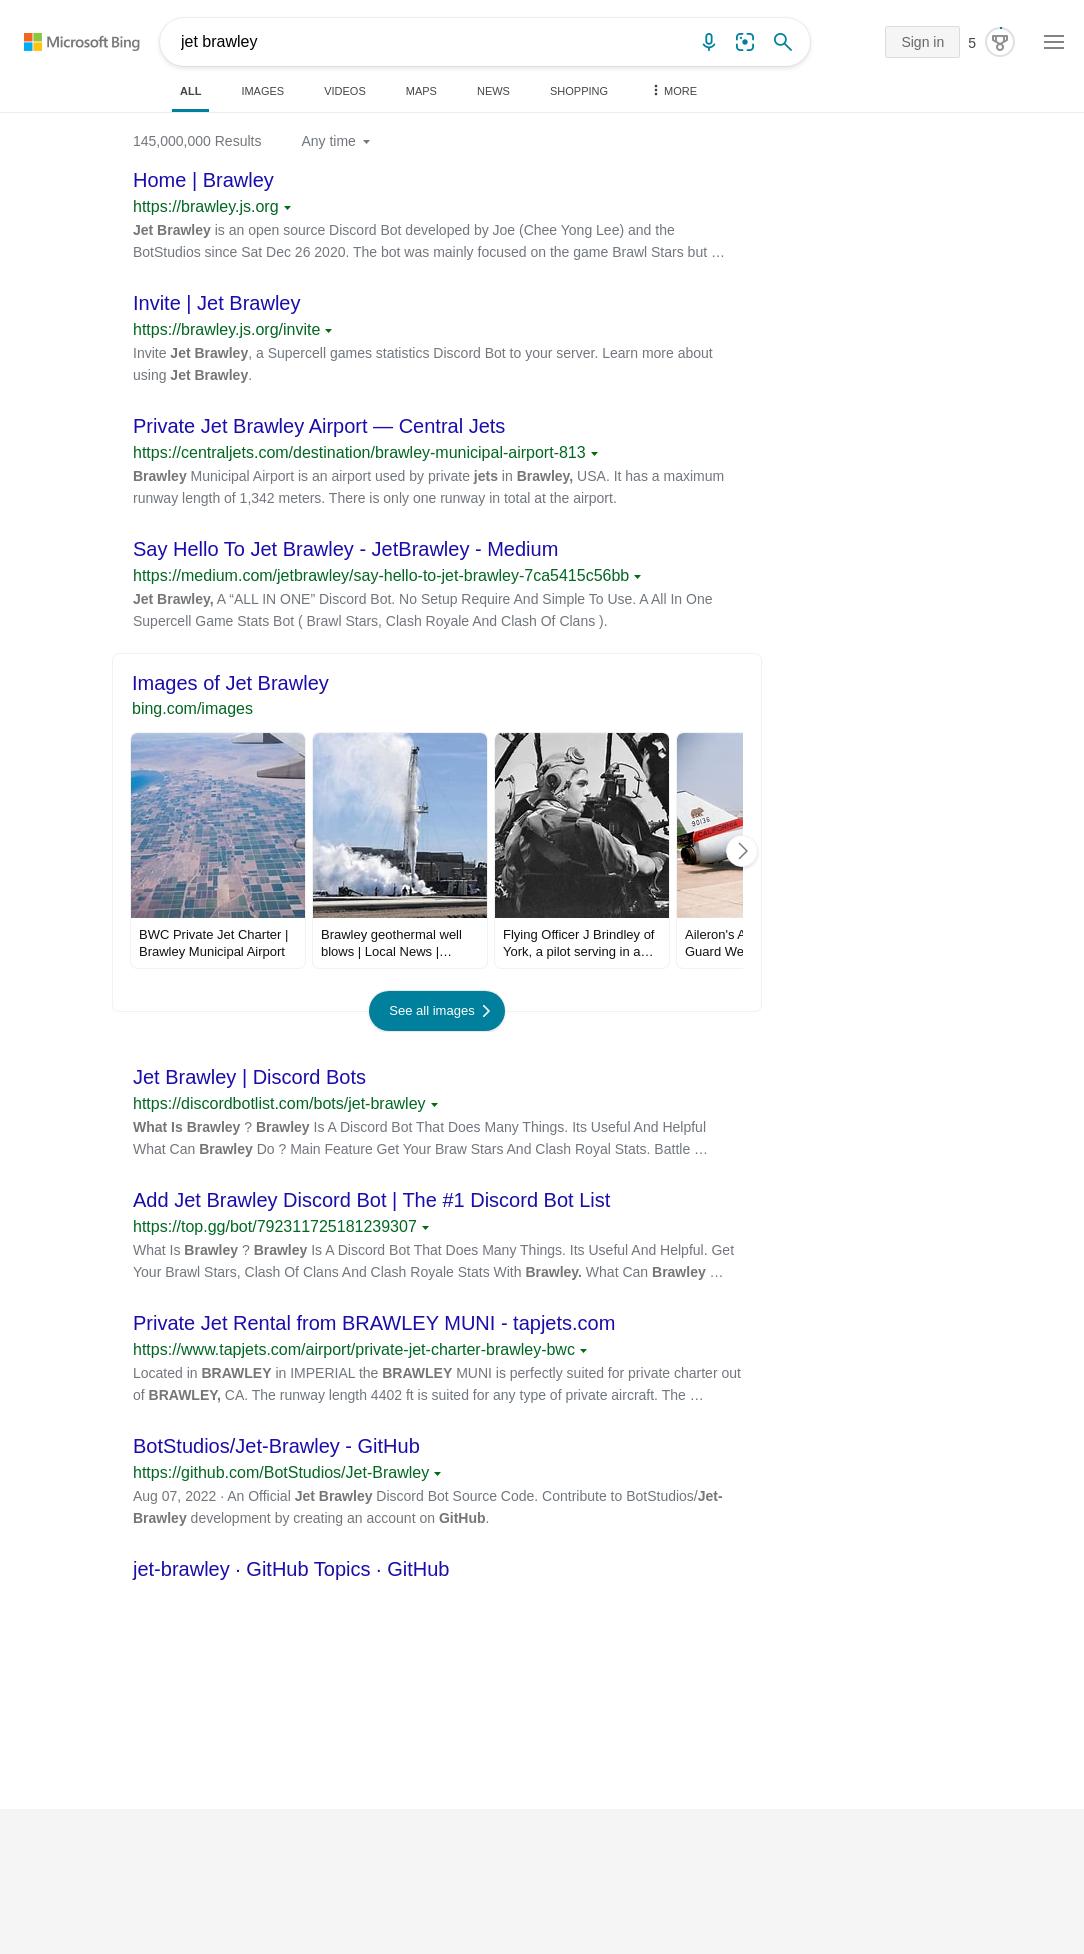 Microsoft Bing
jet brawley
Sign in
5
ALL
IMAGES
VIDEOS
MAPS
NEWS
SHOPPING
MORE
145,000,000 Results
Any time
Home | Brawley
https://brawley.js.org
Jet Brawley is an open source Discord Bot developed by Joe (Chee Yong Lee) and the
BotStudios since Sat Dec 26 2020. The bot was mainly focused on the game Brawl Stars but …
Invite | Jet Brawley
https://brawley.js.org/invite
Invite Jet Brawley, a Supercell games statistics Discord Bot to your server. Learn more about
using Jet Brawley.
Private Jet Brawley Airport — Central Jets
https://centraljets.com/destination/brawley-municipal-airport-813
Brawley Municipal Airport is an airport used by private jets in Brawley, USA. It has a maximum
runway length of 1,342 meters. There is only one runway in total at the airport.
Say Hello To Jet Brawley - JetBrawley - Medium
https://medium.com/jetbrawley/say-hello-to-jet-brawley-7ca5415c56bb
Jet Brawley, A “ALL IN ONE” Discord Bot. No Setup Require And Simple To Use. A All In One
Supercell Game Stats Bot ( Brawl Stars, Clash Royale And Clash Of Clans ).
Images of Jet Brawley
bing.com/images
90136
CALIFORNIA
BWC Private Jet Charter |
Brawley Municipal Airport
Brawley geothermal well
blows | Local News |…
Flying Officer J Brindley of
York, a pilot serving in a…
Aileron's A
Guard We
See all images
Jet Brawley | Discord Bots
https://discordbotlist.com/bots/jet-brawley
What Is Brawley ? Brawley Is A Discord Bot That Does Many Things. Its Useful And Helpful
What Can Brawley Do ? Main Feature Get Your Braw Stars And Clash Royal Stats. Battle …
Add Jet Brawley Discord Bot | The #1 Discord Bot List
https://top.gg/bot/792311725181239307
What Is Brawley ? Brawley Is A Discord Bot That Does Many Things. Its Useful And Helpful. Get
Your Brawl Stars, Clash Of Clans And Clash Royale Stats With Brawley. What Can Brawley …
Private Jet Rental from BRAWLEY MUNI - tapjets.com
https://www.tapjets.com/airport/private-jet-charter-brawley-bwc
Located in BRAWLEY in IMPERIAL the BRAWLEY MUNI is perfectly suited for private charter out
of BRAWLEY, CA. The runway length 4402 ft is suited for any type of private aircraft. The …
BotStudios/Jet-Brawley - GitHub
https://github.com/BotStudios/Jet-Brawley
Aug 07, 2022 · An Official Jet Brawley Discord Bot Source Code. Contribute to BotStudios/Jet-
Brawley development by creating an account on GitHub.
jet-brawley · GitHub Topics · GitHub